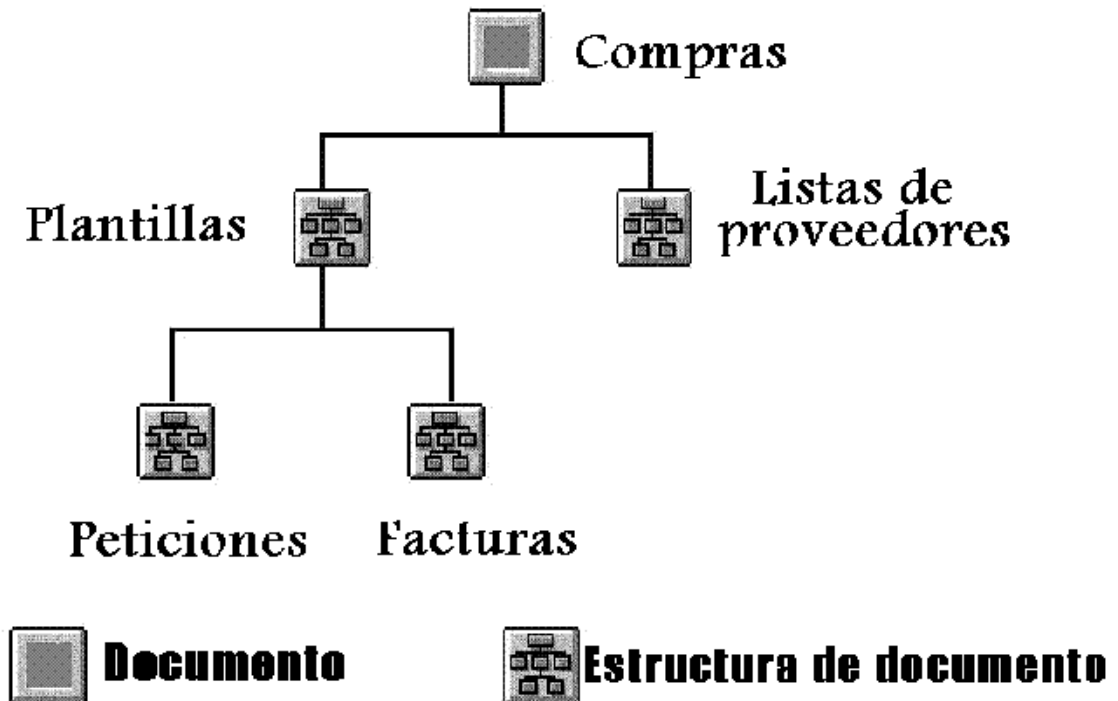 Compras
Plantillas
Listas de
proveedores
Peticiones
Facturas
Documento
Estructura de documento